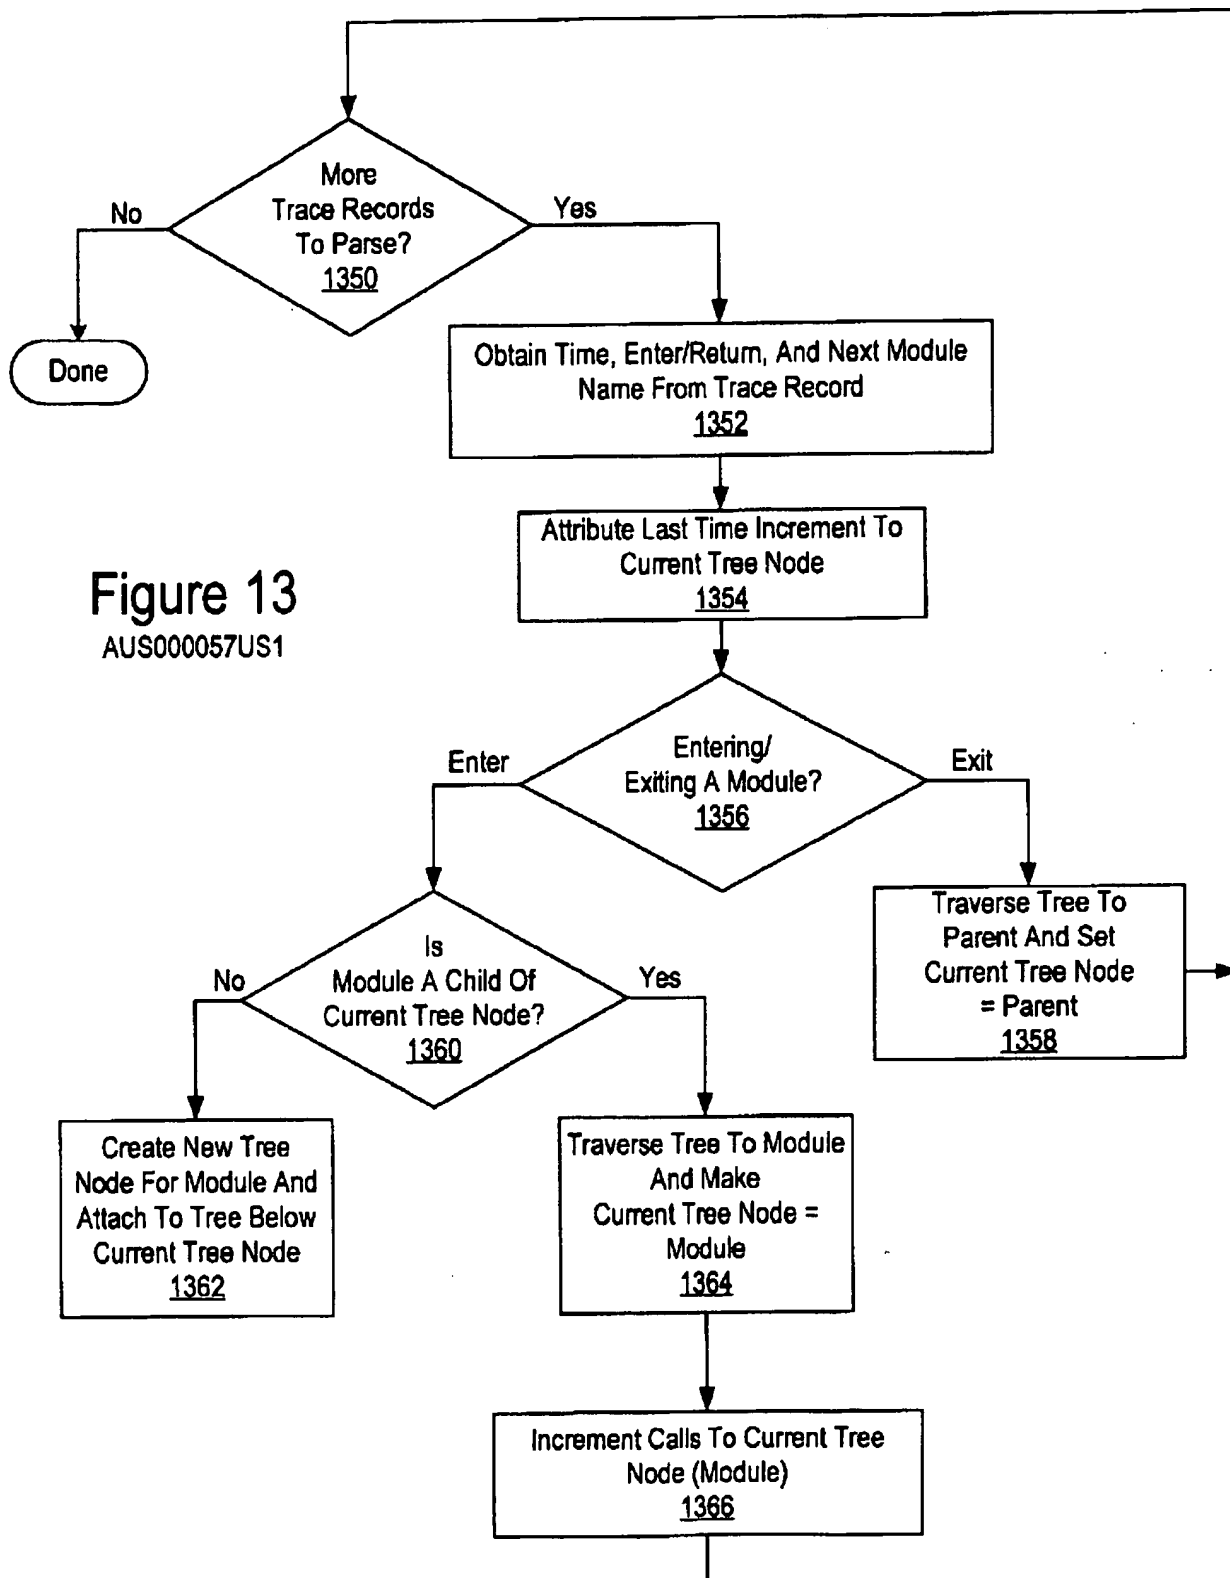 More
Trace Records
To Parse?
1350
No
Yes
Done
Obtain Time, Enter/Return, And Next Module
Name From Trace Record
1352
Attribute Last Time Increment To
Current Tree Node
1354
Figure 13
AUS000057US1
Entering/
Exiting A Module?
1356
Enter
Exit
Traverse Tree To
Parent And Set
Current Tree Node
= Parent
1358
Is
Module A Child Of
Current Tree Node?
1360
No
Yes
Create New Tree
Node For Module And
Attach To Tree Below
Current Tree Node
1362
Traverse Tree To Module
And Make
Current Tree Node =
Module
1364
Increment Calls To Current Tree
Node (Module)
1366